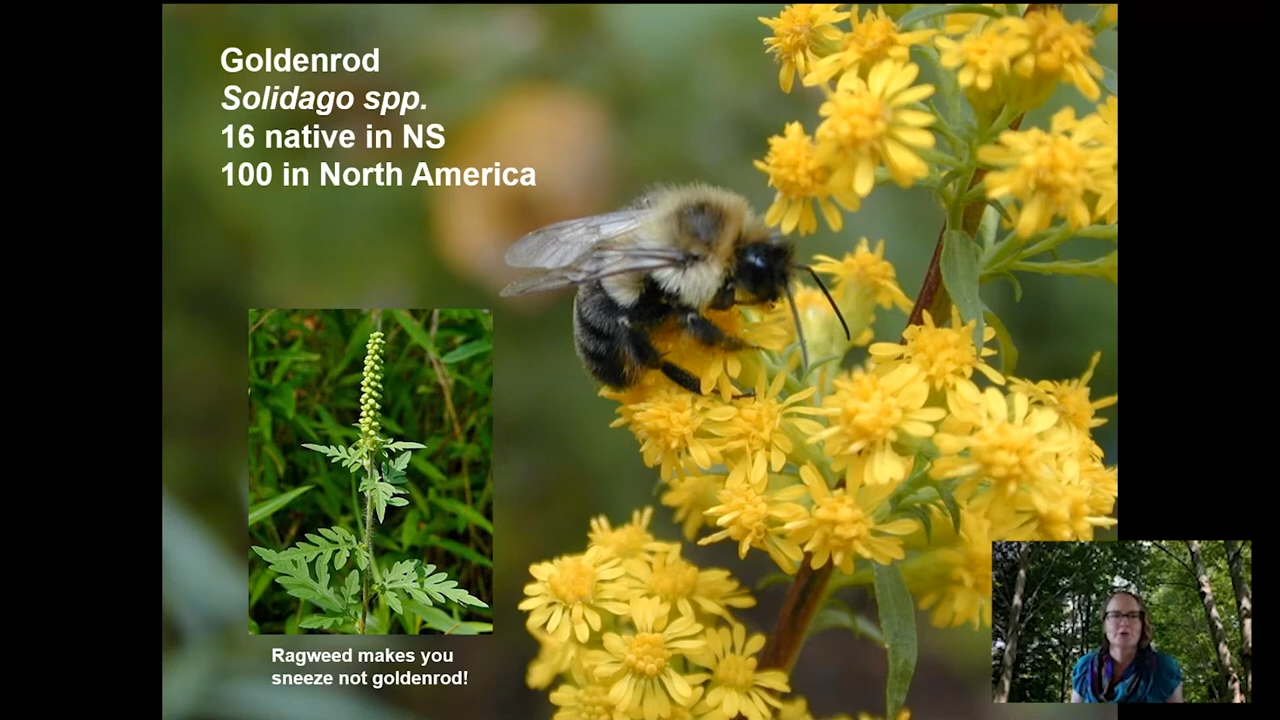 Goldenrod
Solidago spp.
16 native in NS
100 in North America
Ragweed makes you
sneeze not goldenrod!